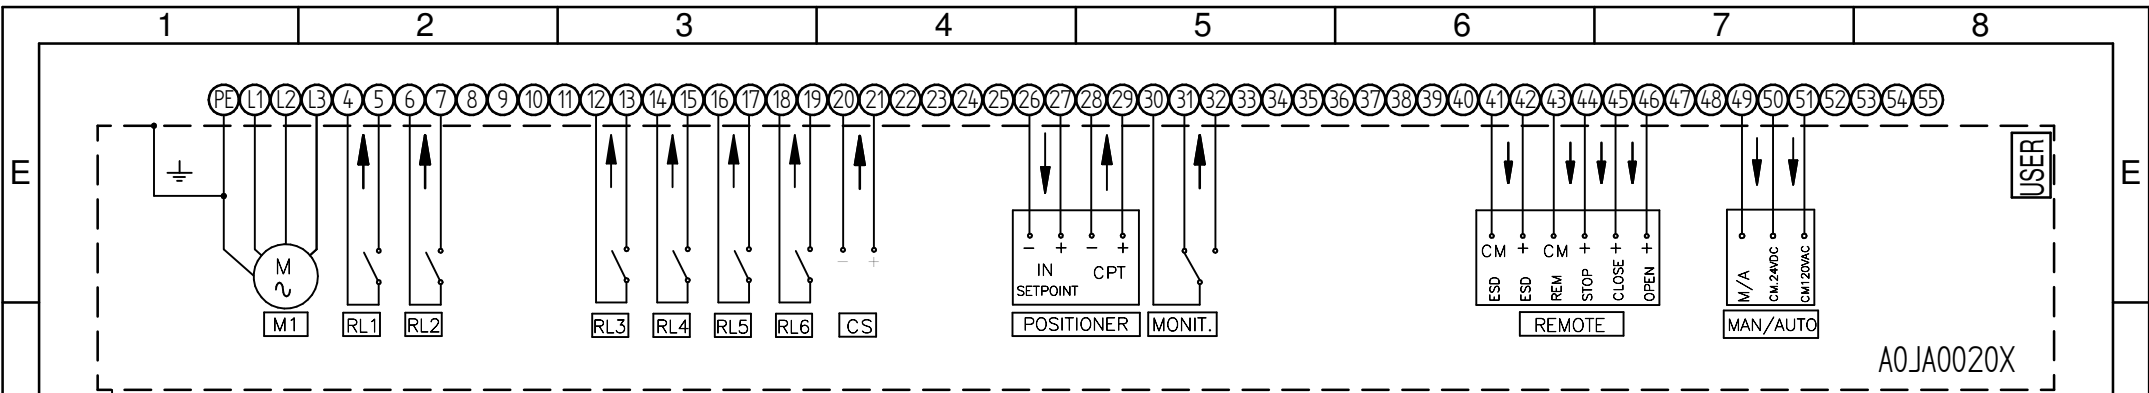 1 2 3 4 5 6 7 8
PE L1 L2 L3 4 5 6 7 8 9 10 11 12 13 14 15 16 17 18 19 20 21 22 23 24 25 26 27 28 29 30 31 32 33 34 35 36 37 38 39 40 41 42 43 44 45 46 47 48 49 50 51 52 53 54 55
E
USER
E
M
∿
- +
- + - +
IN
SETPOINT
CPT
CM + CM + + +
ESD
ESD
REM
STOP
CLOSE
OPEN
M/A
CM.24VDC
CM120VAC
M1 RL1 RL2 RL3 RL4 RL5 RL6 CS POSITIONER MONIT. REMOTE MAN/AUTO
A0JA0020X